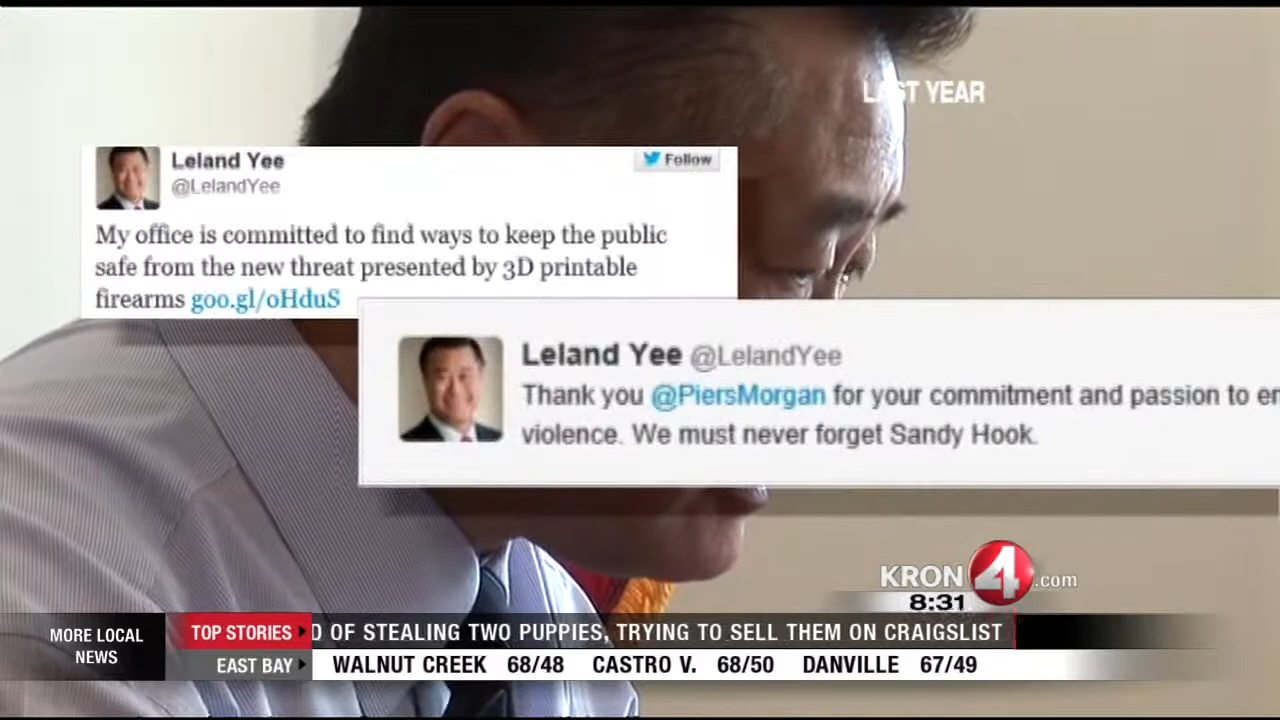 LAST YEAR
Leland Yee
Follow
@LelandYee
My office is committed to find ways to keep the public
safe from the new threat presented by 3D printable
firearms goo.gl/oHduS
Leland Yee @LelandYee
Thank you @PiersMorgan for your commitment and passion to
violence. We must never forget Sandy Hook.
KRON 4.com
8:31
MORE LOCAL
NEWS
TOP STORIES
OF STEALING TWO PUPPIES, TRYING TO SELL THEM ON CRAIGSLIST
EAST BAY
WALNUT CREEK 68/48 CASTRO V. 68/50 DANVILLE 67/49